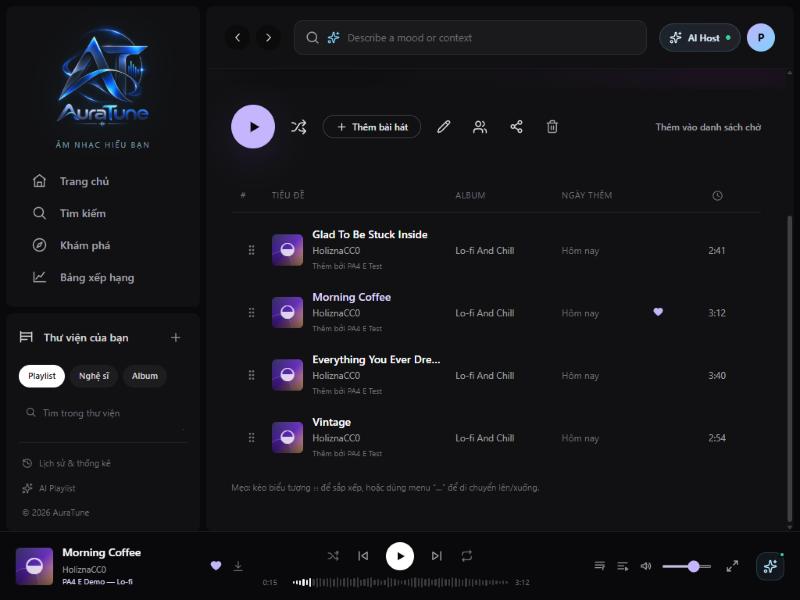 AuraTune
ÂM NHẠC HIỂU BẠN
Trang chủ
Tìm kiếm
Khám phá
Bảng xếp hạng
Thư viện của bạn
Playlist
Nghệ sĩ
Album
Tìm trong thư viện
Lịch sử & thống kê
AI Playlist
© 2026 AuraTune
Describe a mood or context
AI Host
P
Thêm bài hát
Thêm vào danh sách chờ
# TIÊU ĐỀ ALBUM NGÀY THÊM
Glad To Be Stuck Inside
HoliznaCC0 Lo-fi And Chill Hôm nay 2:41
Thêm bởi PA4 E Test
Morning Coffee
HoliznaCC0 Lo-fi And Chill Hôm nay 3:12
Thêm bởi PA4 E Test
Everything You Ever Dre...
HoliznaCC0 Lo-fi And Chill Hôm nay 3:40
Thêm bởi PA4 E Test
Vintage
HoliznaCC0 Lo-fi And Chill Hôm nay 2:54
Thêm bởi PA4 E Test
Mẹo: kéo biểu tượng ⠿ để sắp xếp, hoặc dùng menu "..." để di chuyển lên/xuống.
Morning Coffee
HoliznaCC0
PA4 E Demo — Lo-fi
0:15
3:12